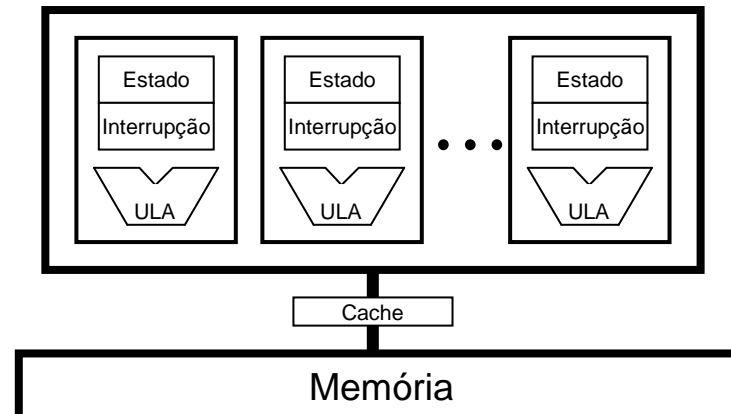 Estado Estado Estado
Interrupção Interrupção Interrupção
ULA ULA ULA
Cache
Memória